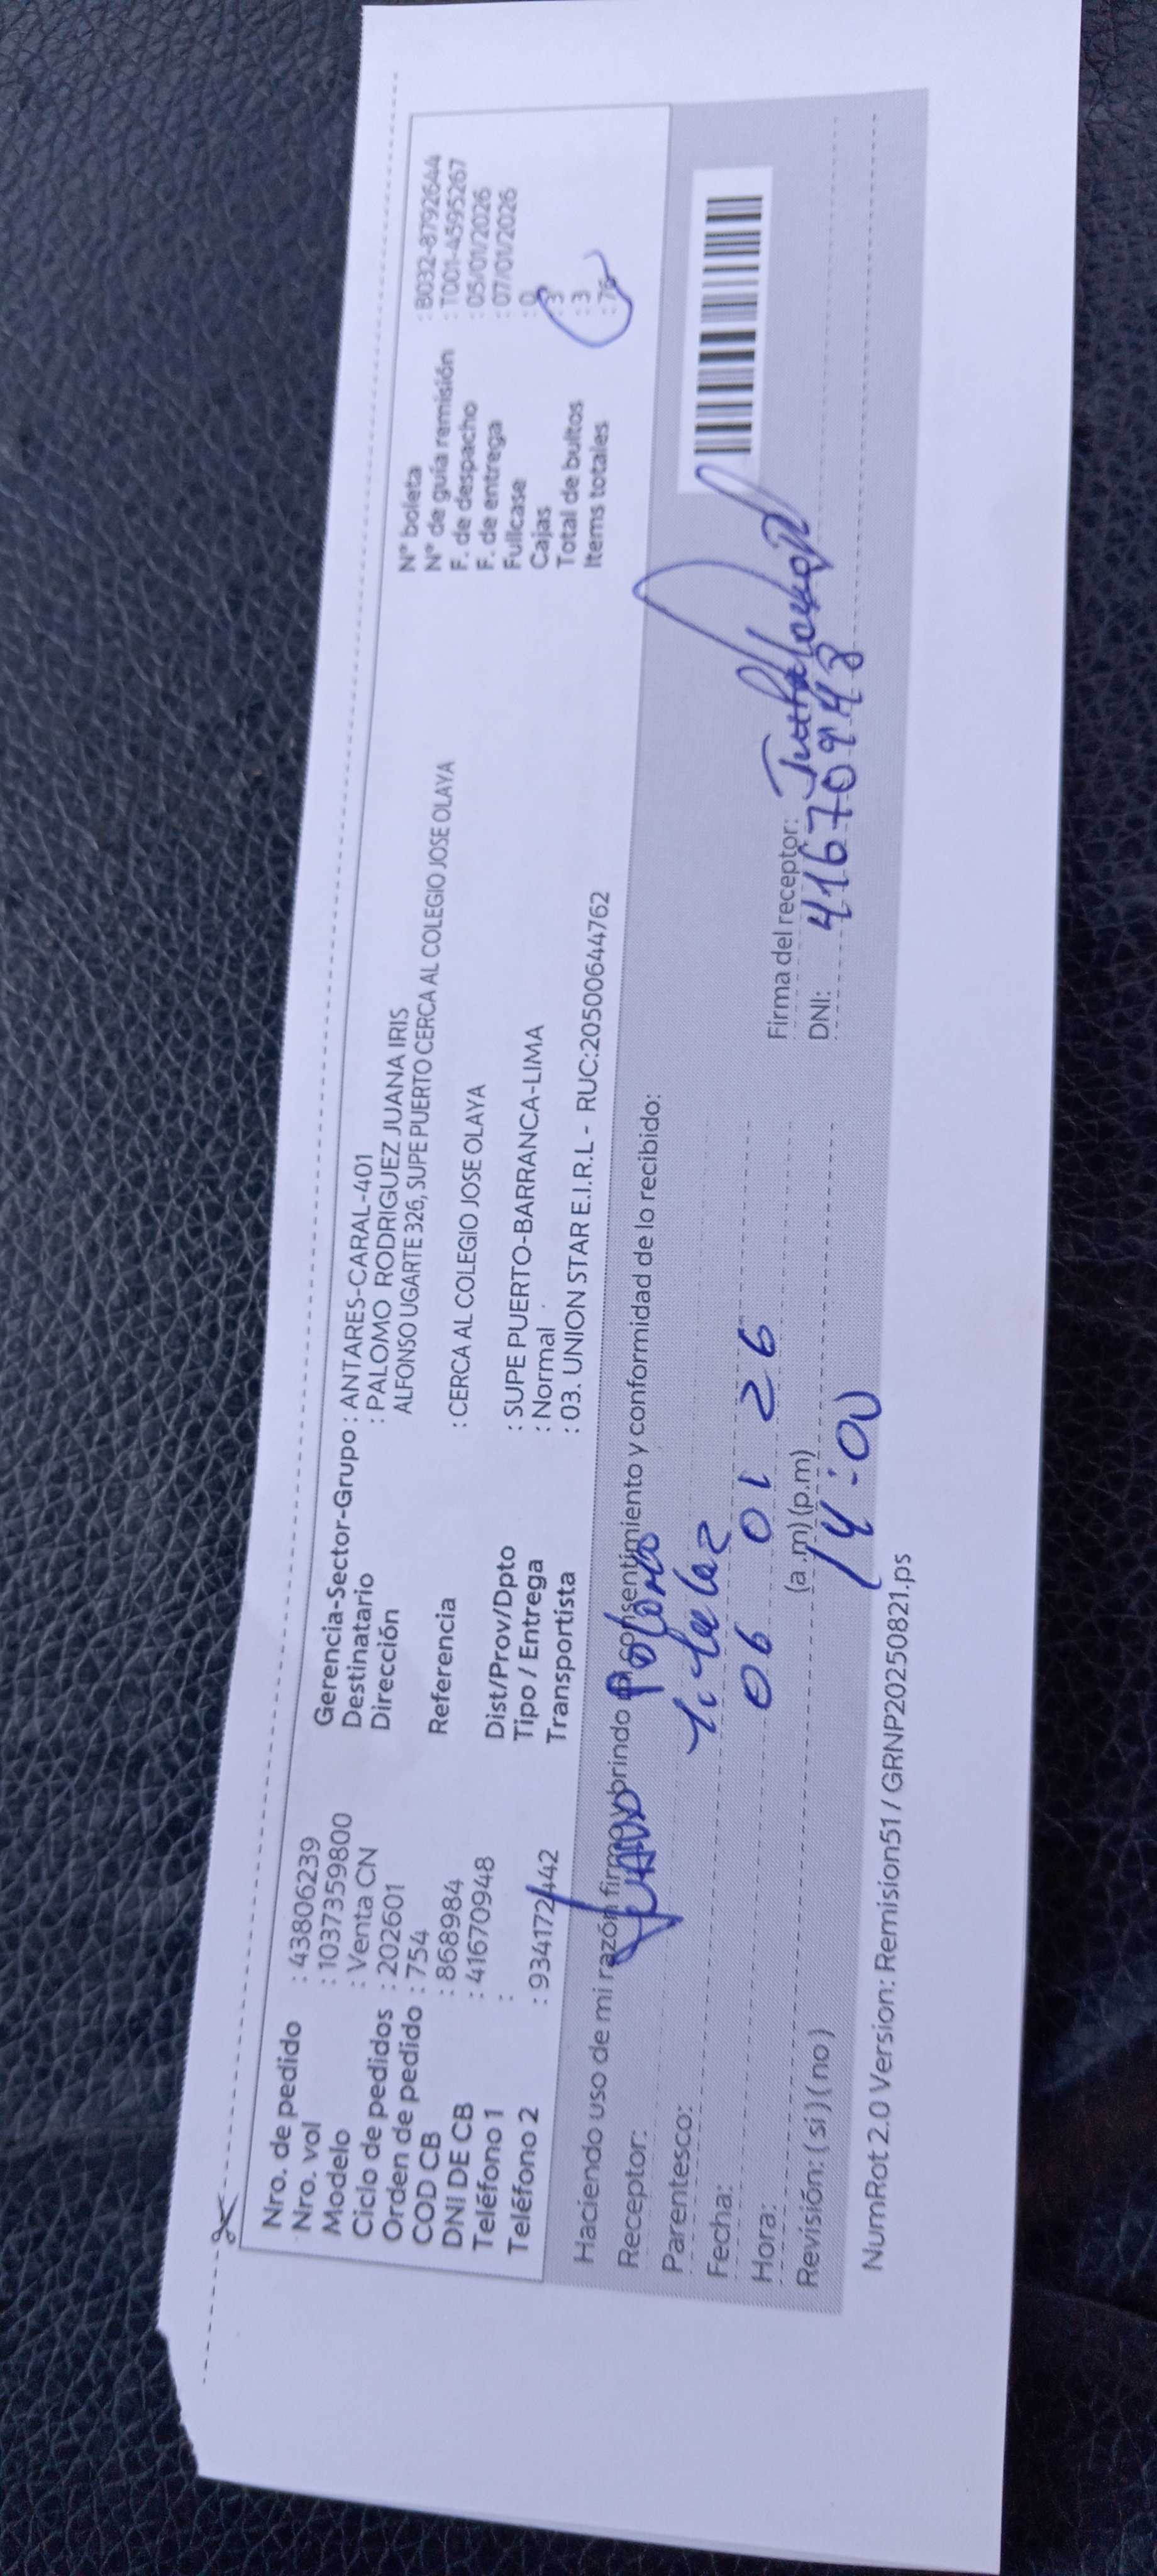 Nro. de pedido : 43806239
Nro. vol : 1037359800
Modelo : Venta CN
Ciclo de pedidos : 202601
Orden de pedido : 754
COD CB : 868984
DNI DE CB : 41670948
Teléfono 1 :
Teléfono 2 : 934172442
Gerencia-Sector-Grupo : ANTARES-CARAL-401
Destinatario : PALOMO RODRIGUEZ JUANA IRIS
Dirección ALFONSO UGARTE 326, SUPE PUERTO CERCA AL COLEGIO JOSE OLAYA
Referencia : CERCA AL COLEGIO JOSE OLAYA
Dist/Prov/Dpto : SUPE PUERTO-BARRANCA-LIMA
Tipo / Entrega : Normal
Transportista : 03. UNION STAR E.I.R.L - RUC:20500644762
N° boleta : B032-8792644
N° de guía remisión : T001-4595267
F. de despacho : 05/01/2026
F. de entrega : 07/01/2026
Fullcase : 0
Cajas : 3
Total de bultos : 3
Items totales : 76
Haciendo uso de mi razón firmo y brindo mi consentimiento y conformidad de lo recibido:
Receptor:
Parentesco: titular
Fecha: 06 01 26
Hora: (a.m) (p.m) 14:00
Revisión: ( si ) ( no )
Firma del receptor:
DNI: 41670948
NumRot 2.0 Version: Remision51 / GRNP20250821.ps